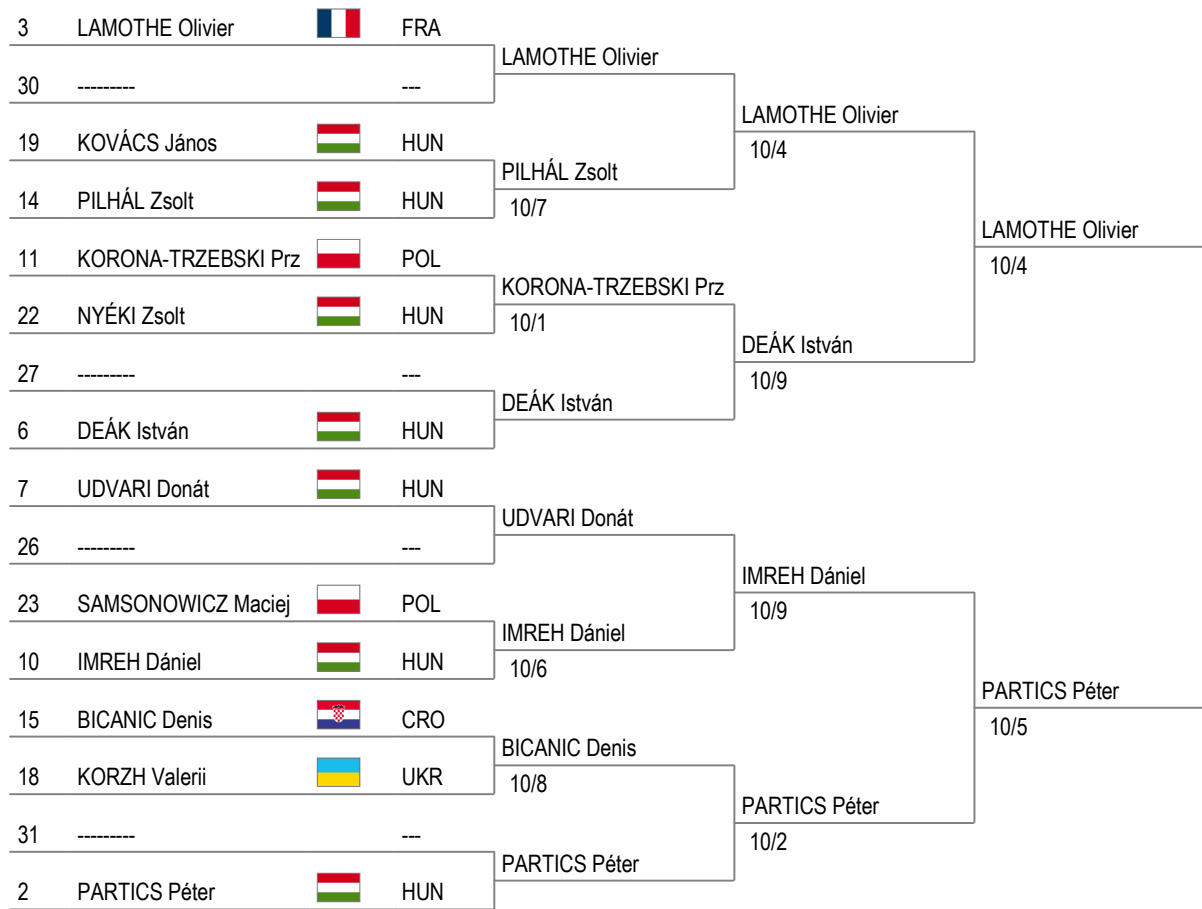 3 LAMOTHE Olivier FRA
LAMOTHE Olivier
30 --------- ---
LAMOTHE Olivier
10/4
19 KOVÁCS János HUN
PILHÁL Zsolt
10/7
14 PILHÁL Zsolt HUN
LAMOTHE Olivier
10/4
11 KORONA-TRZEBSKI Prz POL
KORONA-TRZEBSKI Prz
10/1
22 NYÉKI Zsolt HUN
DEÁK István
10/9
27 --------- ---
DEÁK István
6 DEÁK István HUN
7 UDVARI Donát HUN
UDVARI Donát
26 --------- ---
IMREH Dániel
10/9
23 SAMSONOWICZ Maciej POL
IMREH Dániel
10/6
10 IMREH Dániel HUN
PARTICS Péter
10/5
15 BICANIC Denis CRO
BICANIC Denis
10/8
18 KORZH Valerii UKR
PARTICS Péter
10/2
31 --------- ---
PARTICS Péter
2 PARTICS Péter HUN